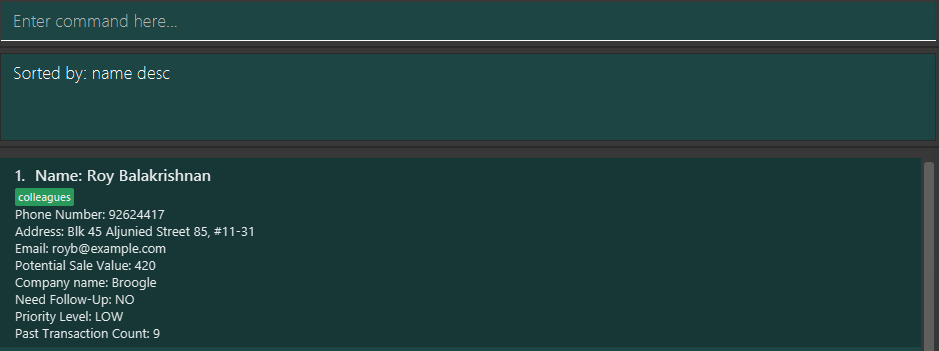 Enter command here...
Sorted by: name desc
1. Name: Roy Balakrishnan
colleagues
Phone Number: 92624417
Address: Blk 45 Aljunied Street 85, #11-31
Email: royb@example.com
Potential Sale Value: 420
Company name: Broogle
Need Follow-Up: NO
Priority Level: LOW
Past Transaction Count: 9